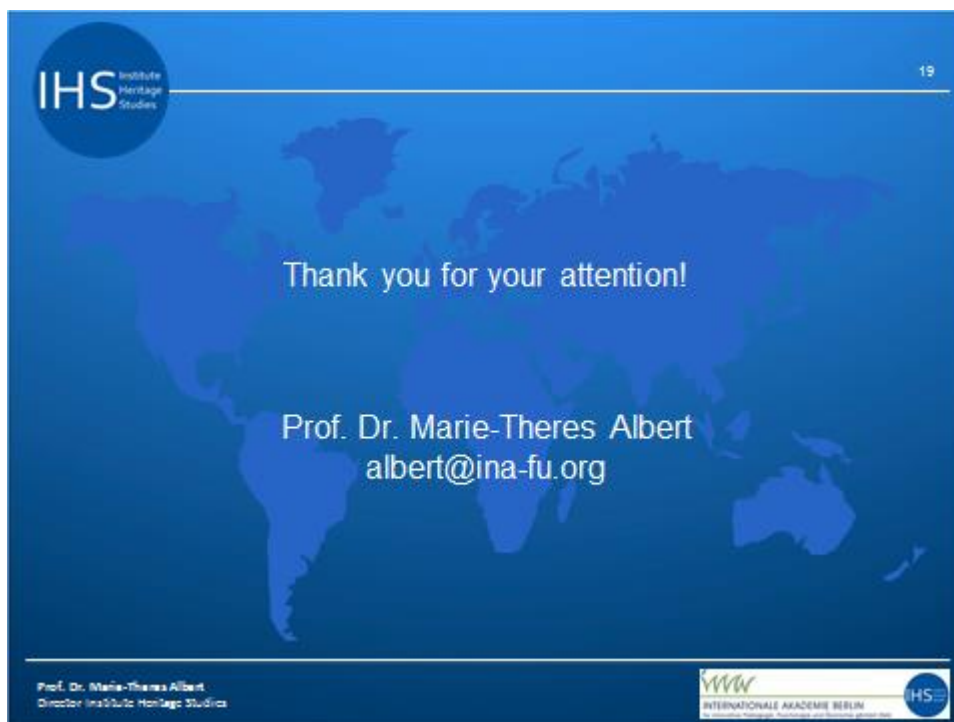 IHS Institute
Heritage
Studies
19
Thank you for your attention!
Prof. Dr. Marie-Theres Albert
albert@ina-fu.org
Prof. Dr. Marie-Theres Albert
Director Institute Heritage Studies
INTERNATIONALE AKADEMIE BERLIN
IHS